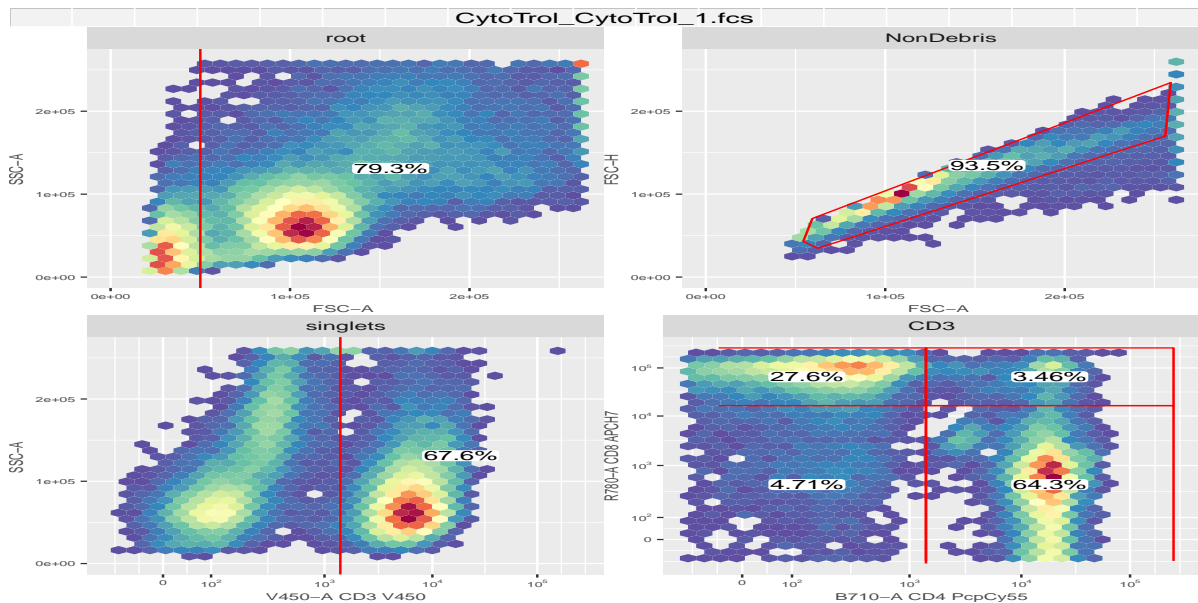 CytoTrol_CytoTrol_1.fcs
root
NonDebris
SSC-A
2e+05
1e+05
0e+00
79.3%
0e+00
1e+05
2e+05
FSC-A
FSC-H
2e+05
1e+05
0e+00
93.5%
0e+00
1e+05
2e+05
FSC-A
singlets
CD3
SSC-A
2e+05
1e+05
0e+00
67.6%
0
10²
10³
10⁴
10⁵
V450-A CD3 V450
R780-A CD8 APCH7
10⁵
10⁴
10³
10²
0
27.6%
3.46%
4.71%
64.3%
0
10²
10³
10⁴
10⁵
B710-A CD4 PcpCy55